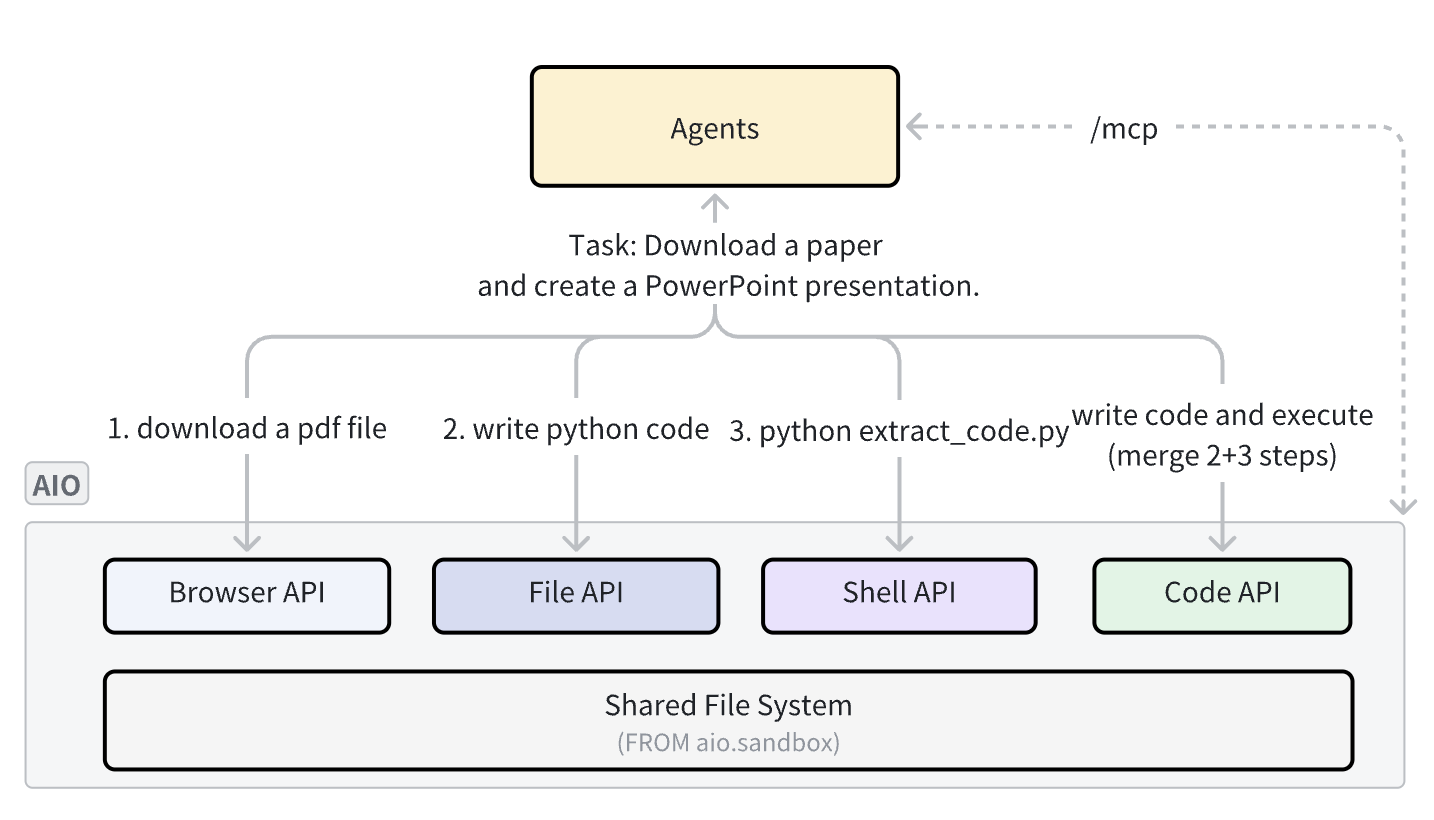 Agents
/mcp
Task: Download a paper
and create a PowerPoint presentation.
1. download a pdf file
2. write python code
3. python extract_code.py
write code and execute
(merge 2+3 steps)
AIO
Browser API
File API
Shell API
Code API
Shared File System
(FROM aio.sandbox)